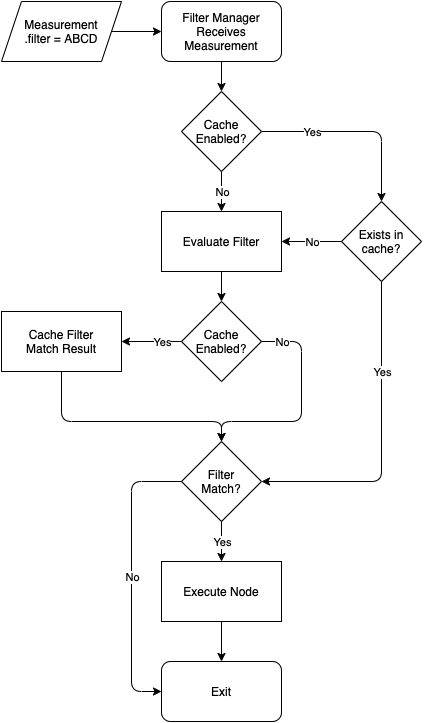 Measurement
.filter = ABCD
Filter Manager
Receives
Measurement
Cache
Enabled?
Yes
No
Exists in
cache?
No
Evaluate Filter
Cache
Enabled?
Yes
No
Cache Filter
Match Result
Yes
Filter
Match?
Yes
No
Execute Node
Exit